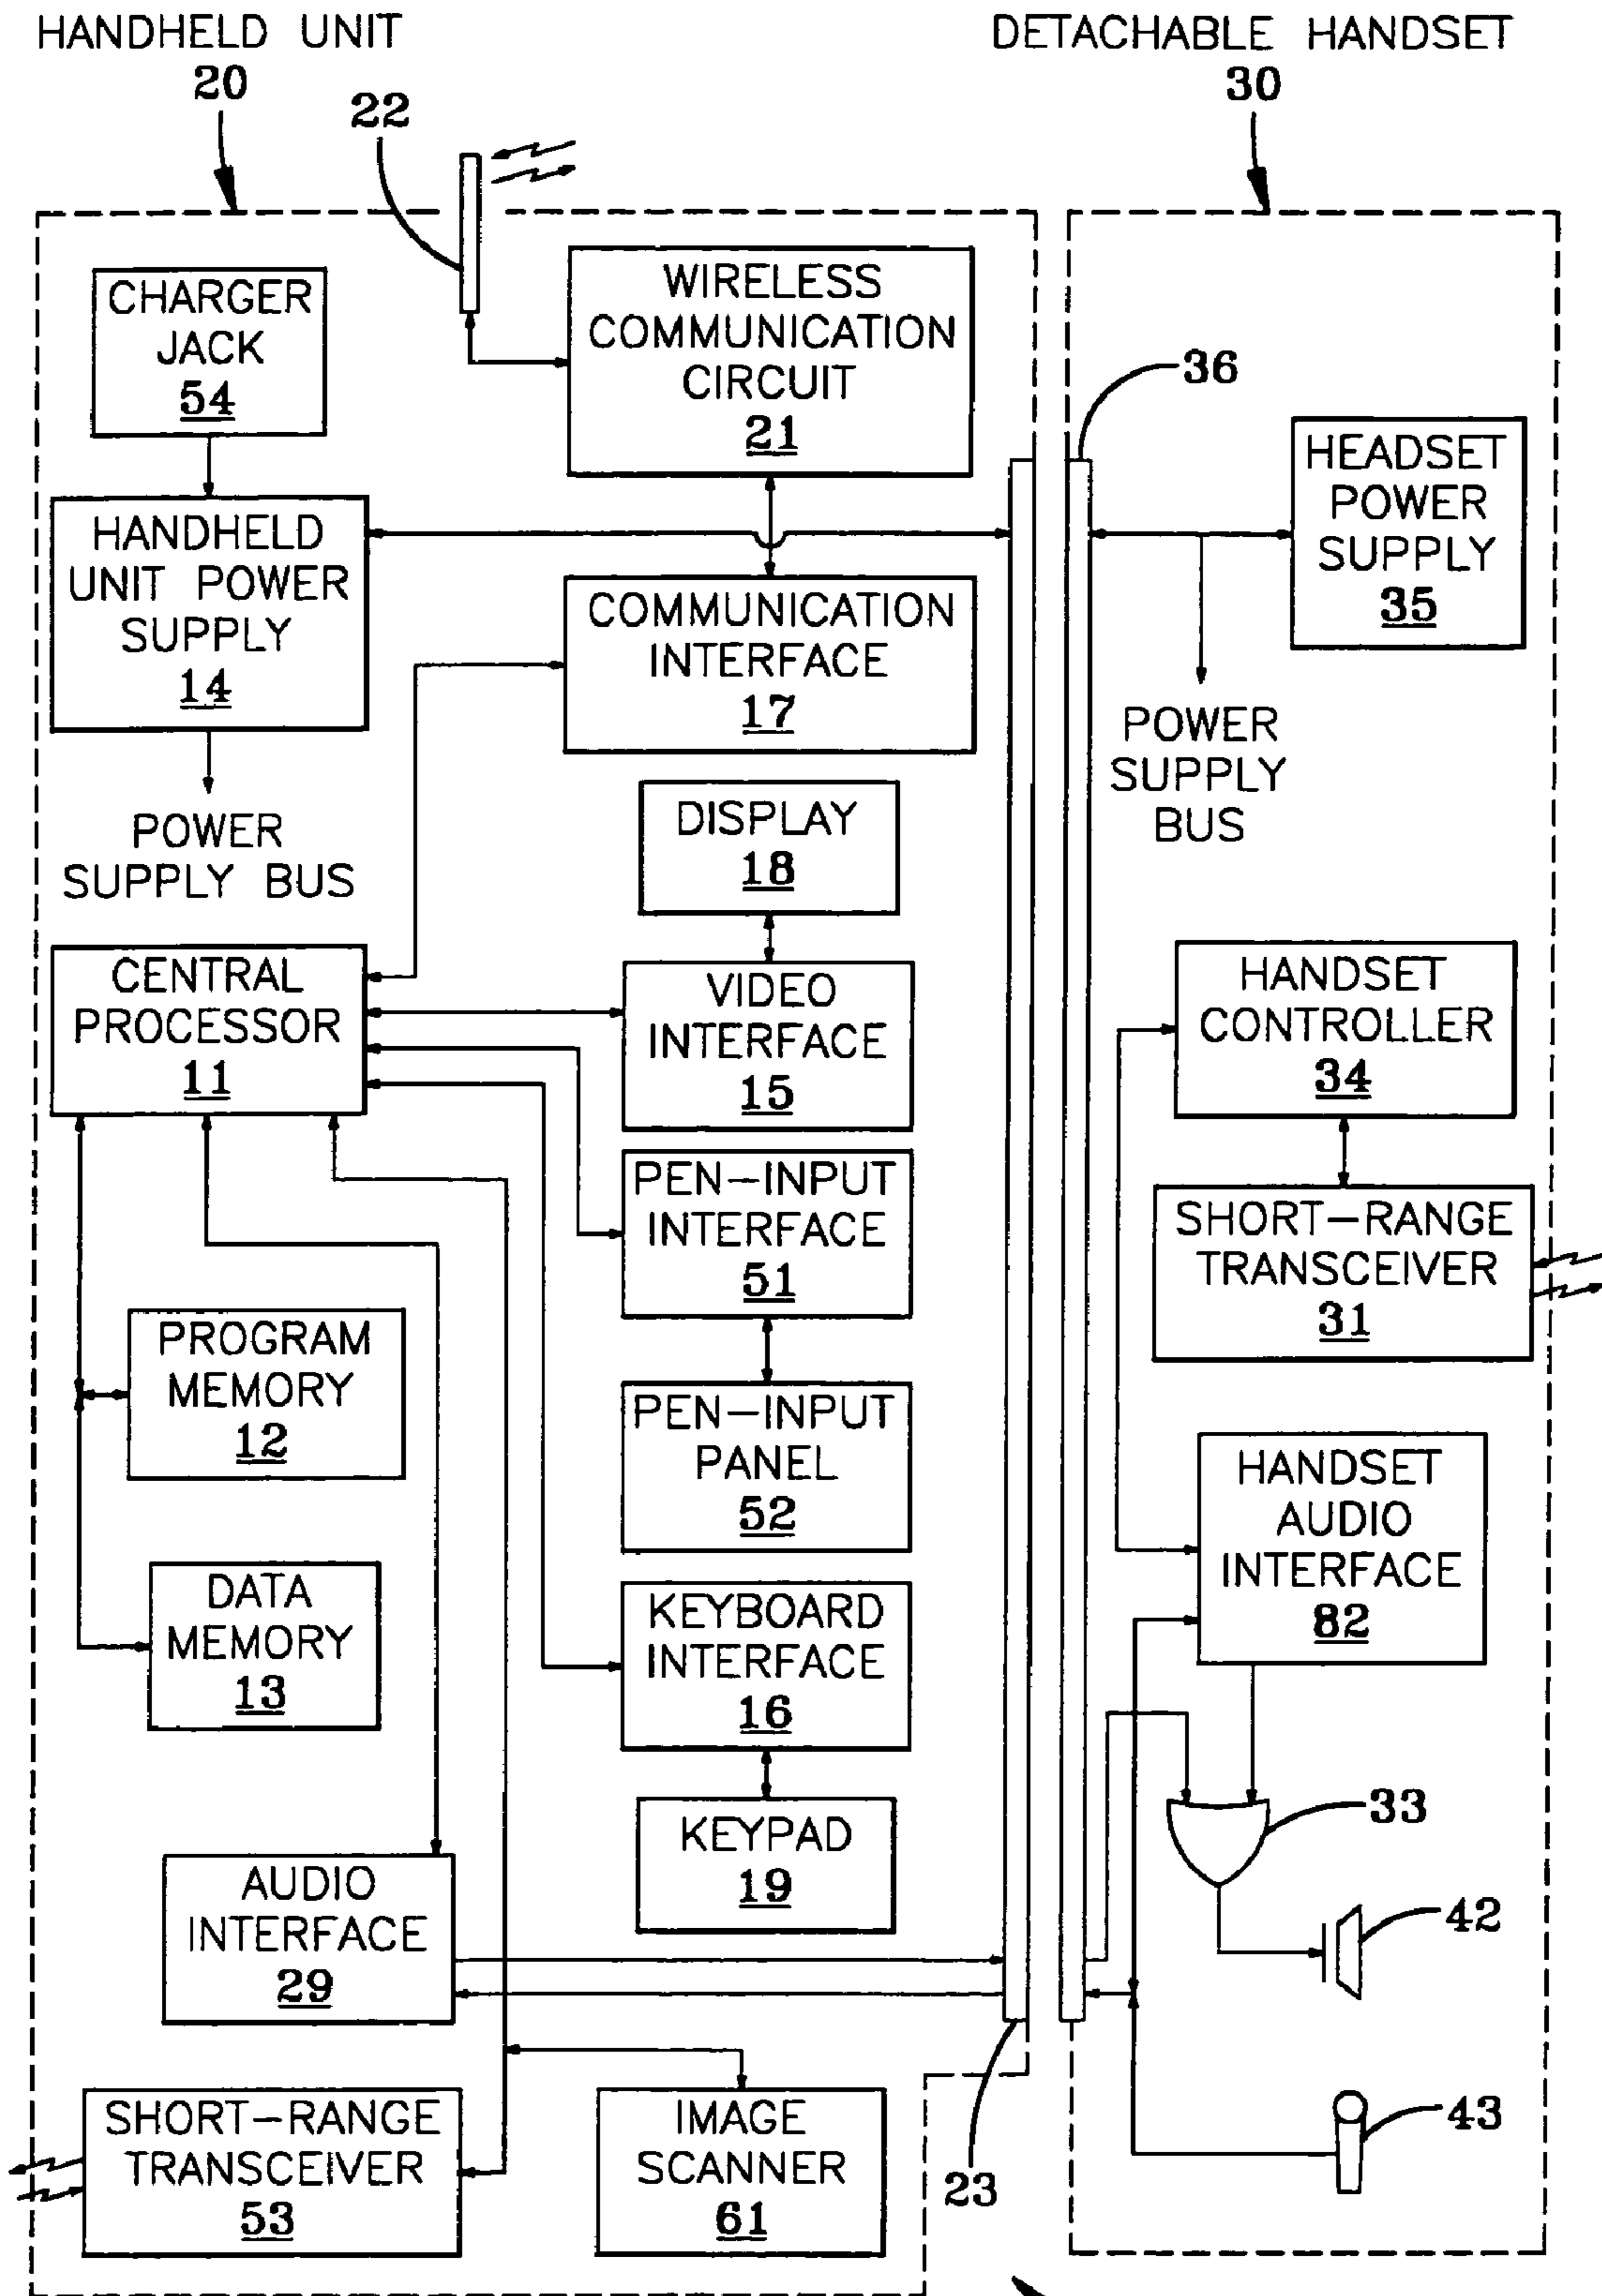 HANDHELD UNIT
20
22
CHARGER
JACK
54
WIRELESS
COMMUNICATION
CIRCUIT
21
HANDHELD
UNIT POWER
SUPPLY
14
COMMUNICATION
INTERFACE
17
POWER
SUPPLY BUS
DISPLAY
18
CENTRAL
PROCESSOR
11
VIDEO
INTERFACE
15
PEN-INPUT
INTERFACE
51
PROGRAM
MEMORY
12
PEN-INPUT
PANEL
52
DATA
MEMORY
13
KEYBOARD
INTERFACE
16
KEYPAD
19
AUDIO
INTERFACE
29
SHORT-RANGE
TRANSCEIVER
53
IMAGE
SCANNER
61
23
DETACHABLE HANDSET
30
36
HEADSET
POWER
SUPPLY
35
POWER
SUPPLY
BUS
HANDSET
CONTROLLER
34
SHORT-RANGE
TRANSCEIVER
31
HANDSET
AUDIO
INTERFACE
82
33
42
43